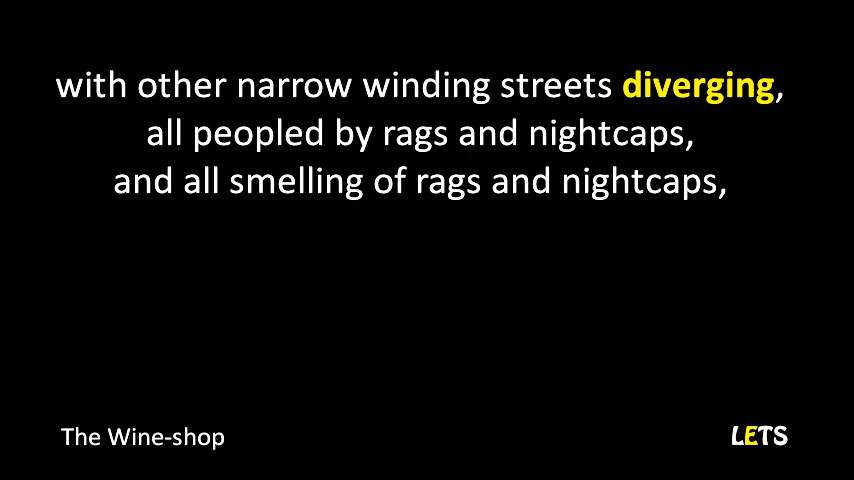 with other narrow winding streets diverging,
all peopled by rags and nightcaps,
and all smelling of rags and nightcaps,
The Wine-shop
LETS